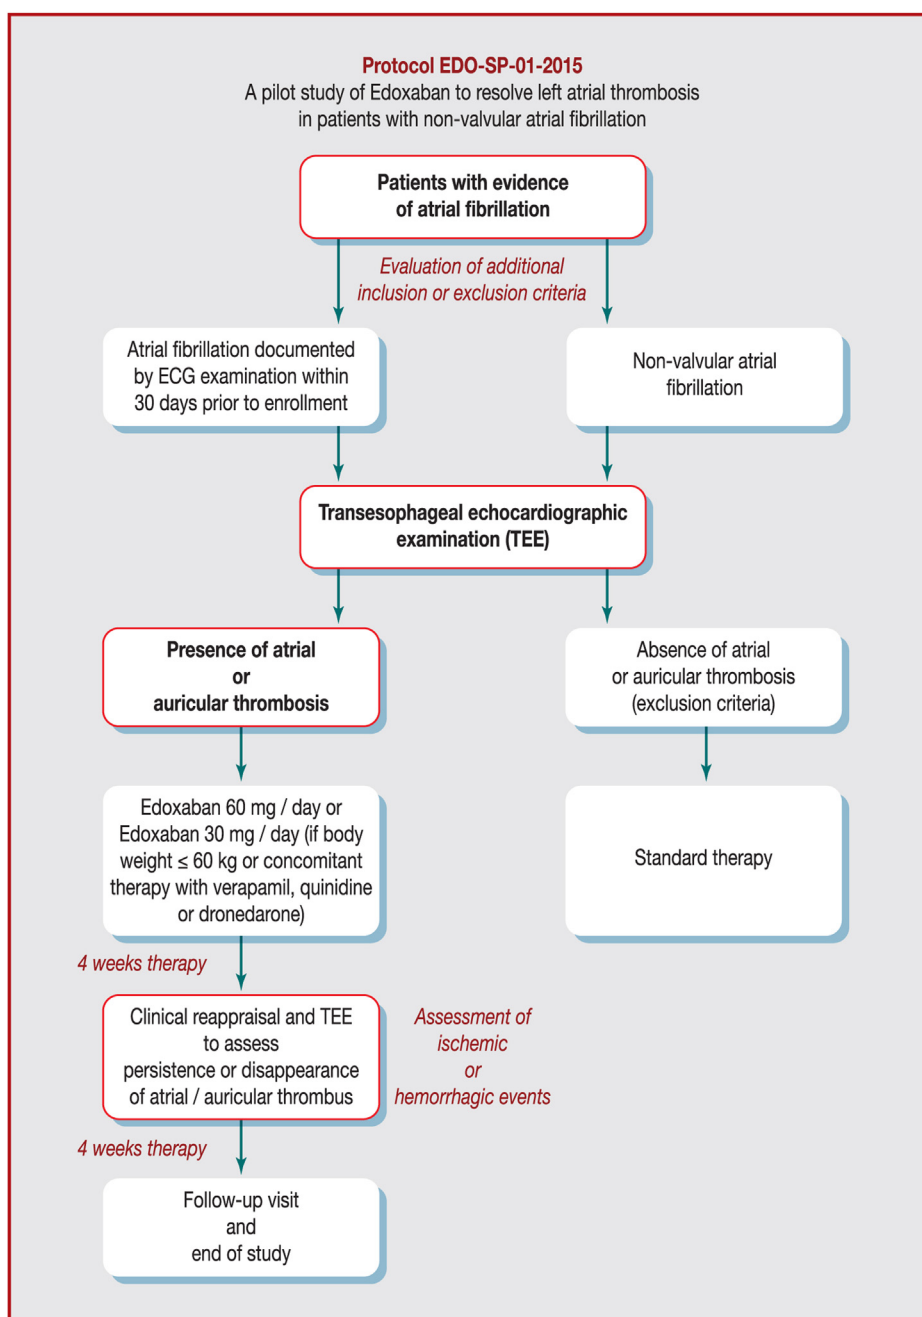 Protocol EDO-SP-01-2015
A pilot study of Edoxaban to resolve left atrial thrombosis
in patients with non-valvular atrial fibrillation
Patients with evidence
of atrial fibrillation
Evaluation of additional
inclusion or exclusion criteria
Atrial fibrillation documented
by ECG examination within
30 days prior to enrollment
Non-valvular atrial
fibrillation
Transesophageal echocardiographic
examination (TEE)
Presence of atrial
or
auricular thrombosis
Absence of atrial
or auricular thrombosis
(exclusion criteria)
Edoxaban 60 mg / day or
Edoxaban 30 mg / day (if body
weight ≤ 60 kg or concomitant
therapy with verapamil, quinidine
or dronedarone)
Standard therapy
4 weeks therapy
Clinical reappraisal and TEE
to assess
persistence or disappearance
of atrial / auricular thrombus
Assessment of
ischemic
or
hemorrhagic events
4 weeks therapy
Follow-up visit
and
end of study